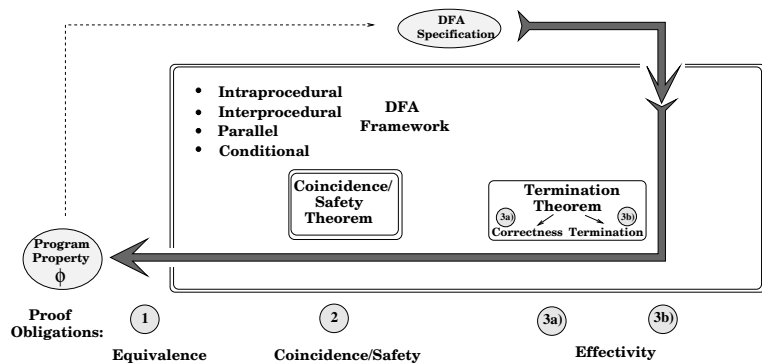 DFA
Specification
• Intraprocedural
• Interprocedural
• Parallel
• Conditional
DFA
Framework
Coincidence/
Safety
Theorem
Termination
Theorem
3a) 3b)
Correctness Termination
Program
Property
ϕ
Proof
Obligations:
1 2 3a) 3b)
Equivalence Coincidence/Safety Effectivity